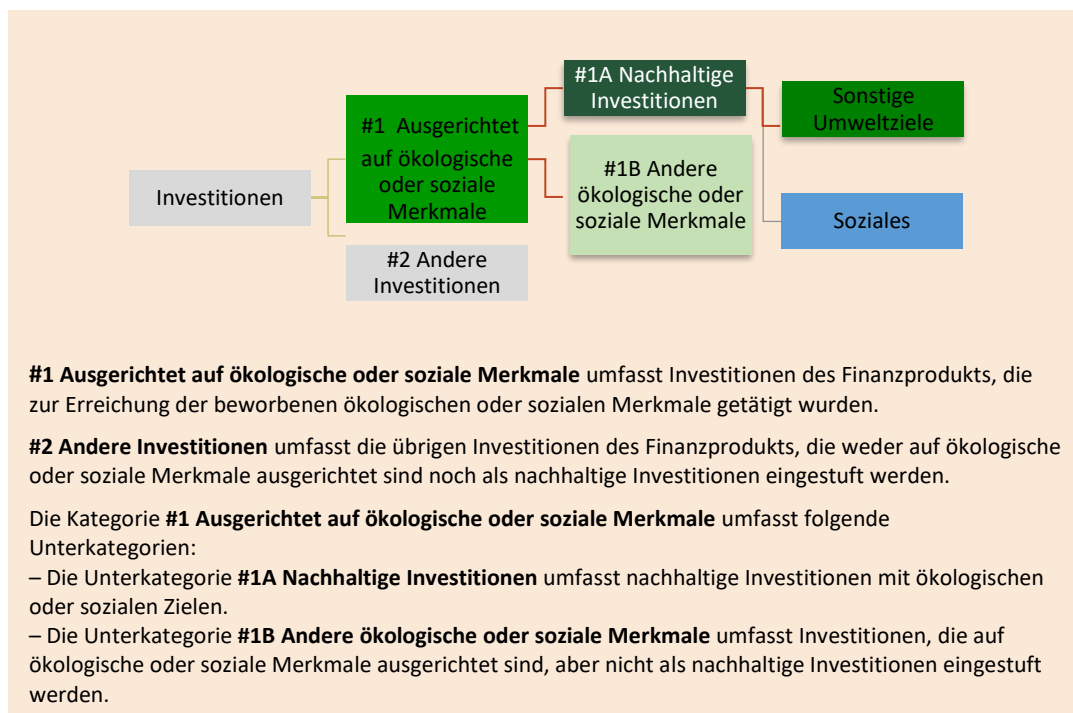 #1A Nachhaltige
Investitionen
Sonstige
Umweltziele
#1 Ausgerichtet
auf ökologische
oder soziale
Merkmale
#1B Andere
ökologische oder
soziale Merkmale
Investitionen
Soziales
#2 Andere
Investitionen
#1 Ausgerichtet auf ökologische oder soziale Merkmale umfasst Investitionen des Finanzprodukts, die
zur Erreichung der beworbenen ökologischen oder sozialen Merkmale getätigt wurden.
#2 Andere Investitionen umfasst die übrigen Investitionen des Finanzprodukts, die weder auf ökologische
oder soziale Merkmale ausgerichtet sind noch als nachhaltige Investitionen eingestuft werden.
Die Kategorie #1 Ausgerichtet auf ökologische oder soziale Merkmale umfasst folgende
Unterkategorien:
– Die Unterkategorie #1A Nachhaltige Investitionen umfasst nachhaltige Investitionen mit ökologischen
oder sozialen Zielen.
– Die Unterkategorie #1B Andere ökologische oder soziale Merkmale umfasst Investitionen, die auf
ökologische oder soziale Merkmale ausgerichtet sind, aber nicht als nachhaltige Investitionen eingestuft
werden.